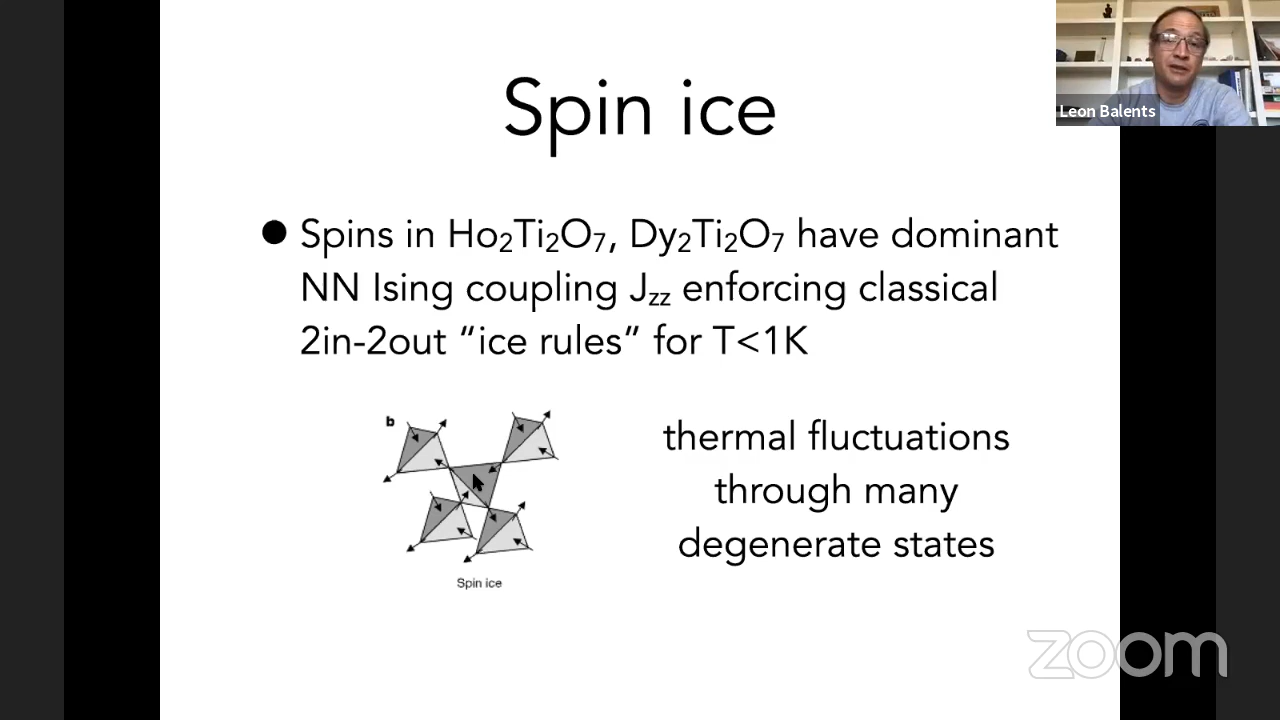 Spin ice
Leon Balents
● Spins in Ho₂Ti₂O₇, Dy₂Ti₂O₇ have dominant
NN Ising coupling Jzz enforcing classical
2in-2out “ice rules” for T<1K
b
thermal fluctuations
through many
degenerate states
Spin ice
zoom